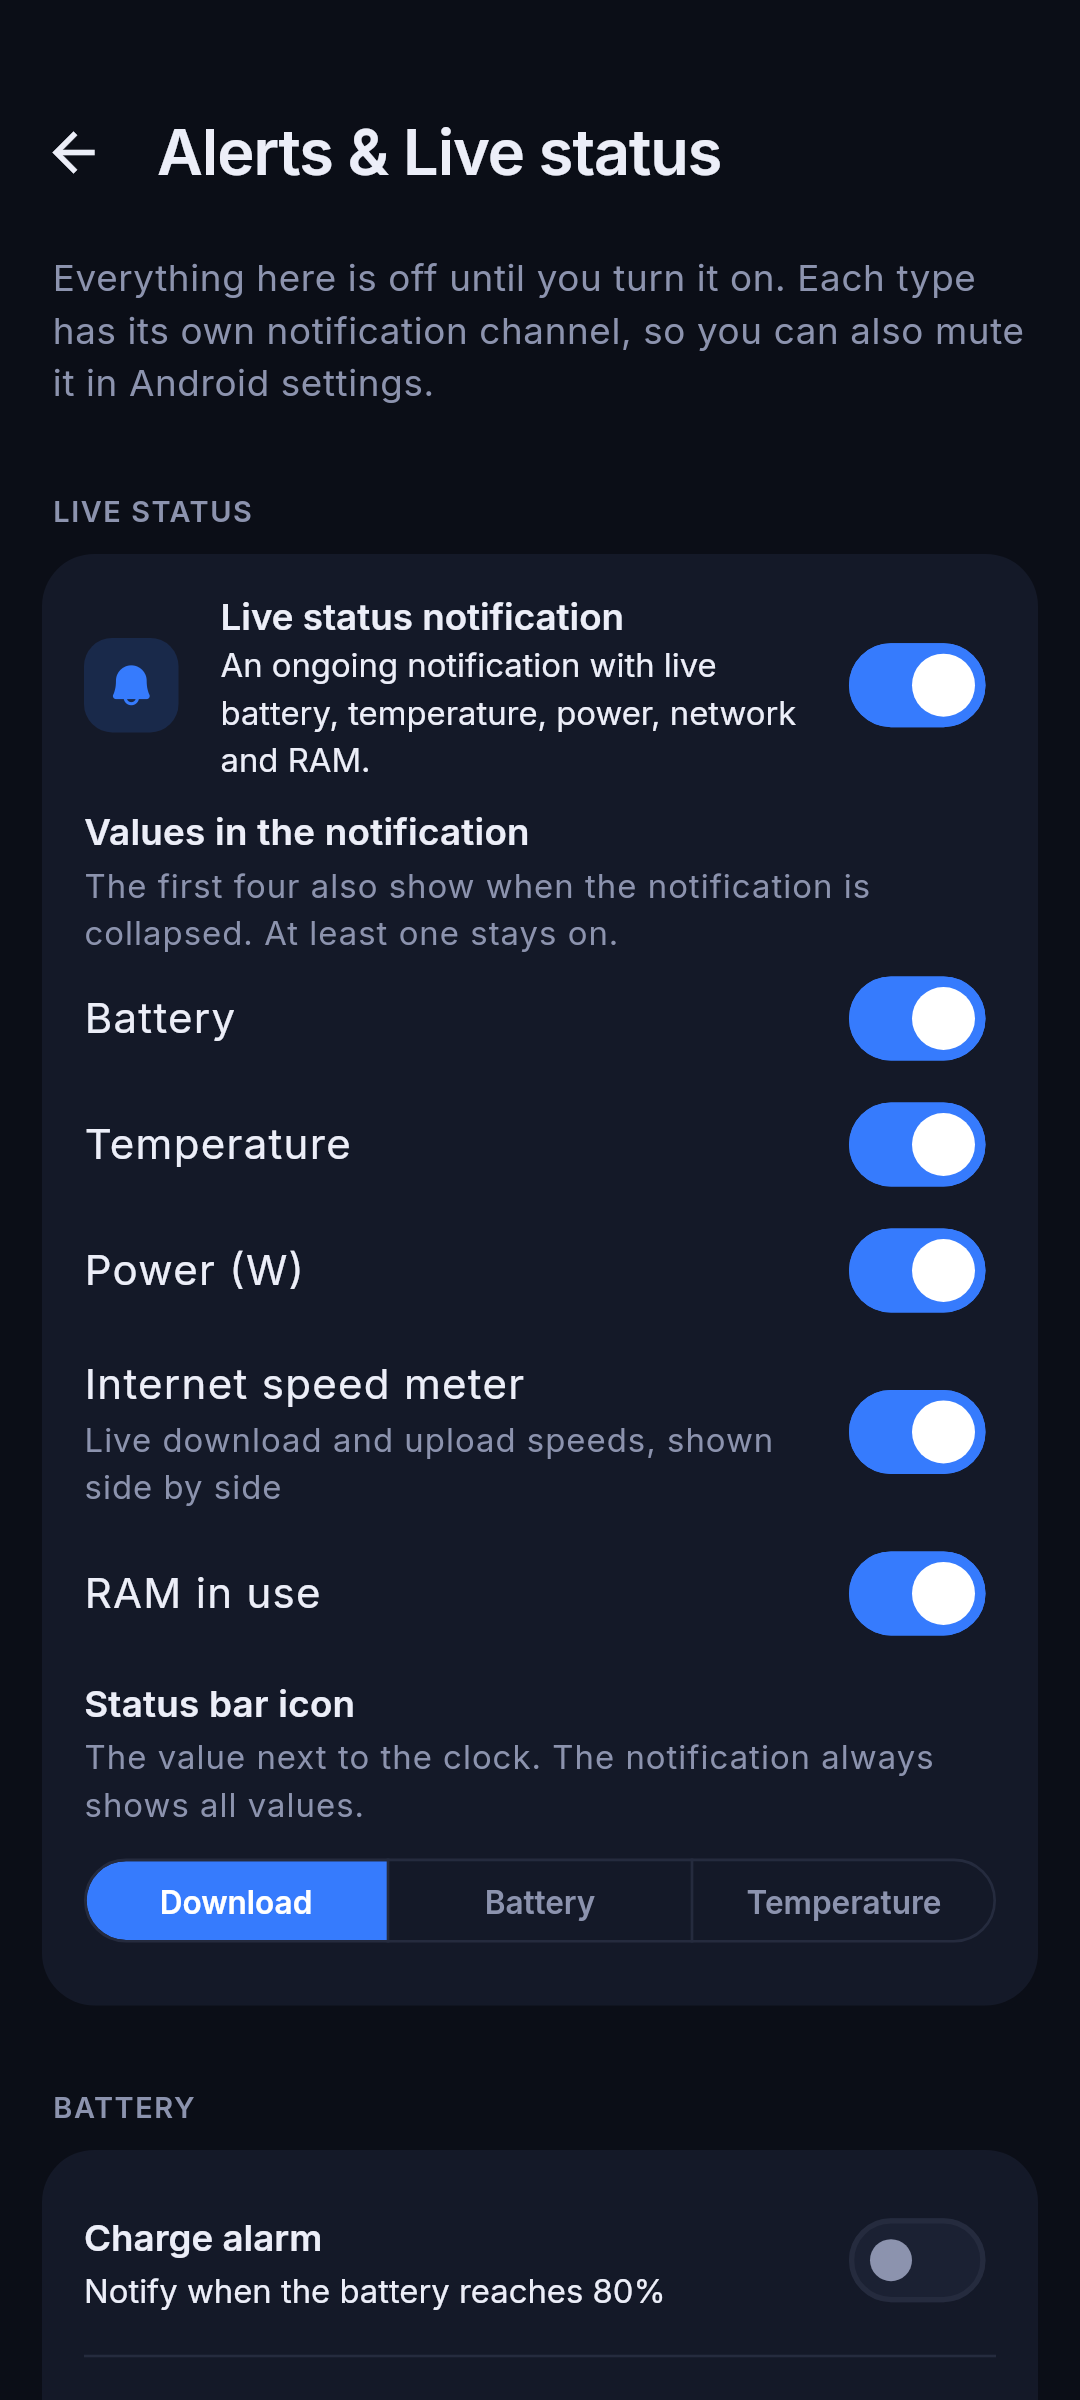 Alerts & Live status
Everything here is off until you turn it on. Each type
has its own notification channel, so you can also mute
it in Android settings.
LIVE STATUS
Live status notification
An ongoing notification with live
battery, temperature, power, network
and RAM.
Values in the notification
The first four also show when the notification is
collapsed. At least one stays on.
Battery
Temperature
Power (W)
Internet speed meter
Live download and upload speeds, shown
side by side
RAM in use
Status bar icon
The value next to the clock. The notification always
shows all values.
Download
Battery
Temperature
BATTERY
Charge alarm
Notify when the battery reaches 80%